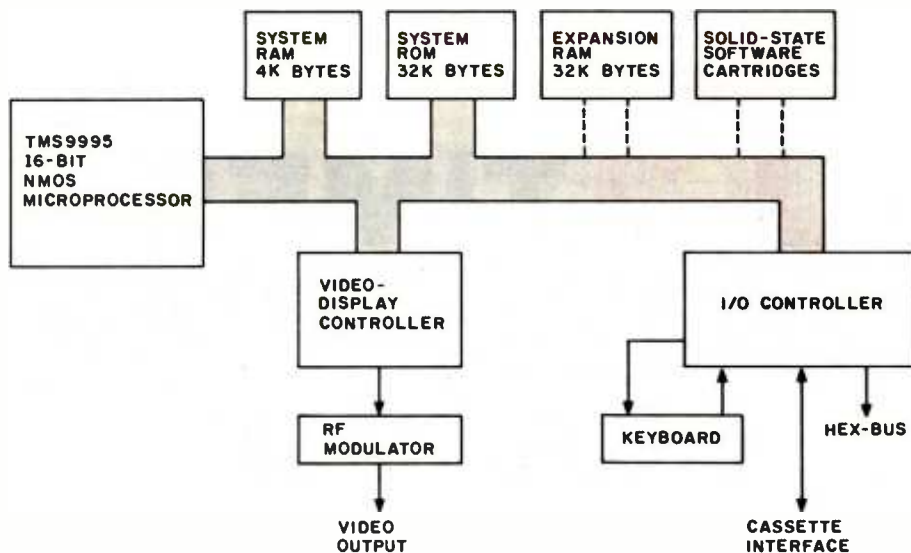 SYSTEM
RAM
4K BYTES
SYSTEM
ROM
32K BYTES
EXPANSION
RAM
32K BYTES
SOLID-STATE
SOFTWARE
CARTRIDGES
TMS9995
16-BIT
NMOS
MICROPROCESSOR
VIDEO-
DISPLAY
CONTROLLER
I/O CONTROLLER
RF
MODULATOR
KEYBOARD
HEX-BUS
VIDEO
OUTPUT
CASSETTE
INTERFACE